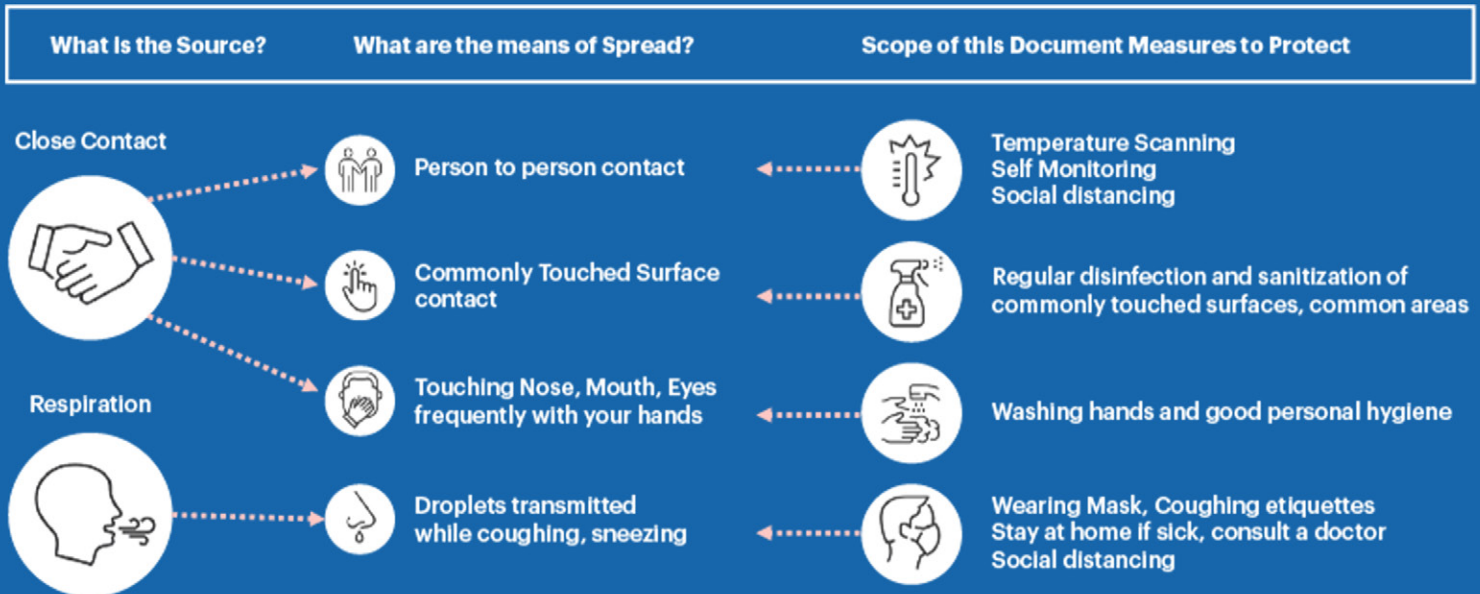 What is the Source?
What are the means of Spread?
Scope of this Document Measures to Protect
Close Contact
Person to person contact
Temperature Scanning
Self Monitoring
Social distancing
Commonly Touched Surface
contact
Regular disinfection and sanitization of
commonly touched surfaces, common areas
Touching Nose, Mouth, Eyes
frequently with your hands
Washing hands and good personal hygiene
Respiration
Droplets transmitted
while coughing, sneezing
Wearing Mask, Coughing etiquettes
Stay at home if sick, consult a doctor
Social distancing